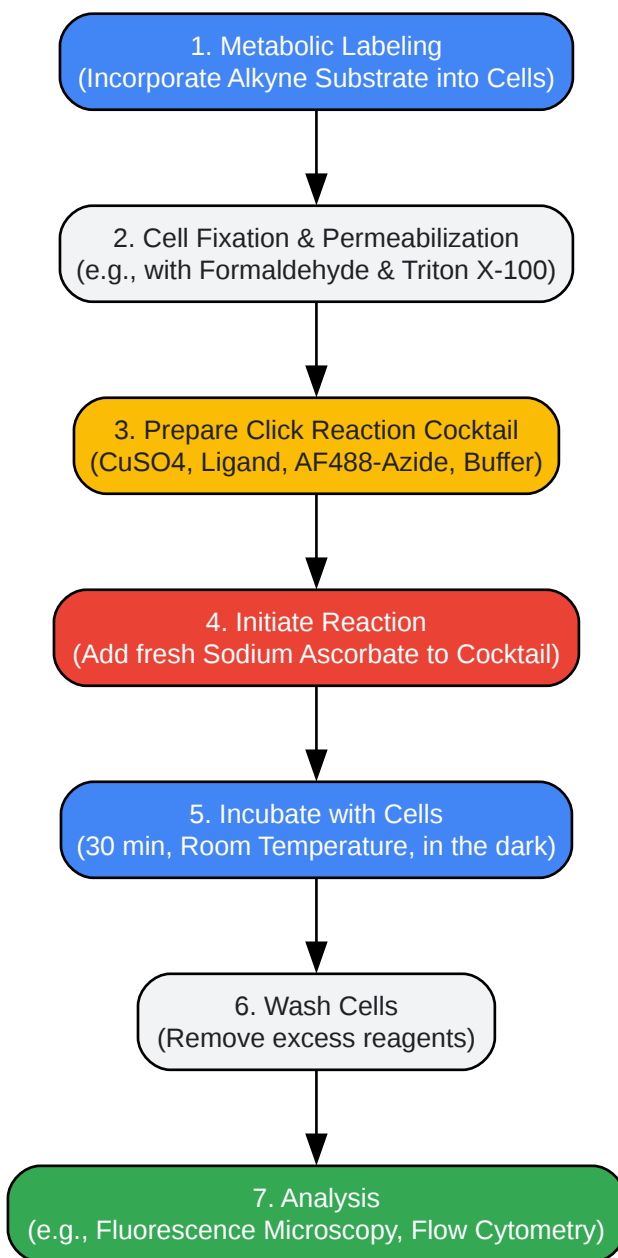 1. Metabolic Labeling
(Incorporate Alkyne Substrate into Cells)
2. Cell Fixation & Permeabilization
(e.g., with Formaldehyde & Triton X-100)
3. Prepare Click Reaction Cocktail
(CuSO4, Ligand, AF488-Azide, Buffer)
4. Initiate Reaction
(Add fresh Sodium Ascorbate to Cocktail)
5. Incubate with Cells
(30 min, Room Temperature, in the dark)
6. Wash Cells
(Remove excess reagents)
7. Analysis
(e.g., Fluorescence Microscopy, Flow Cytometry)